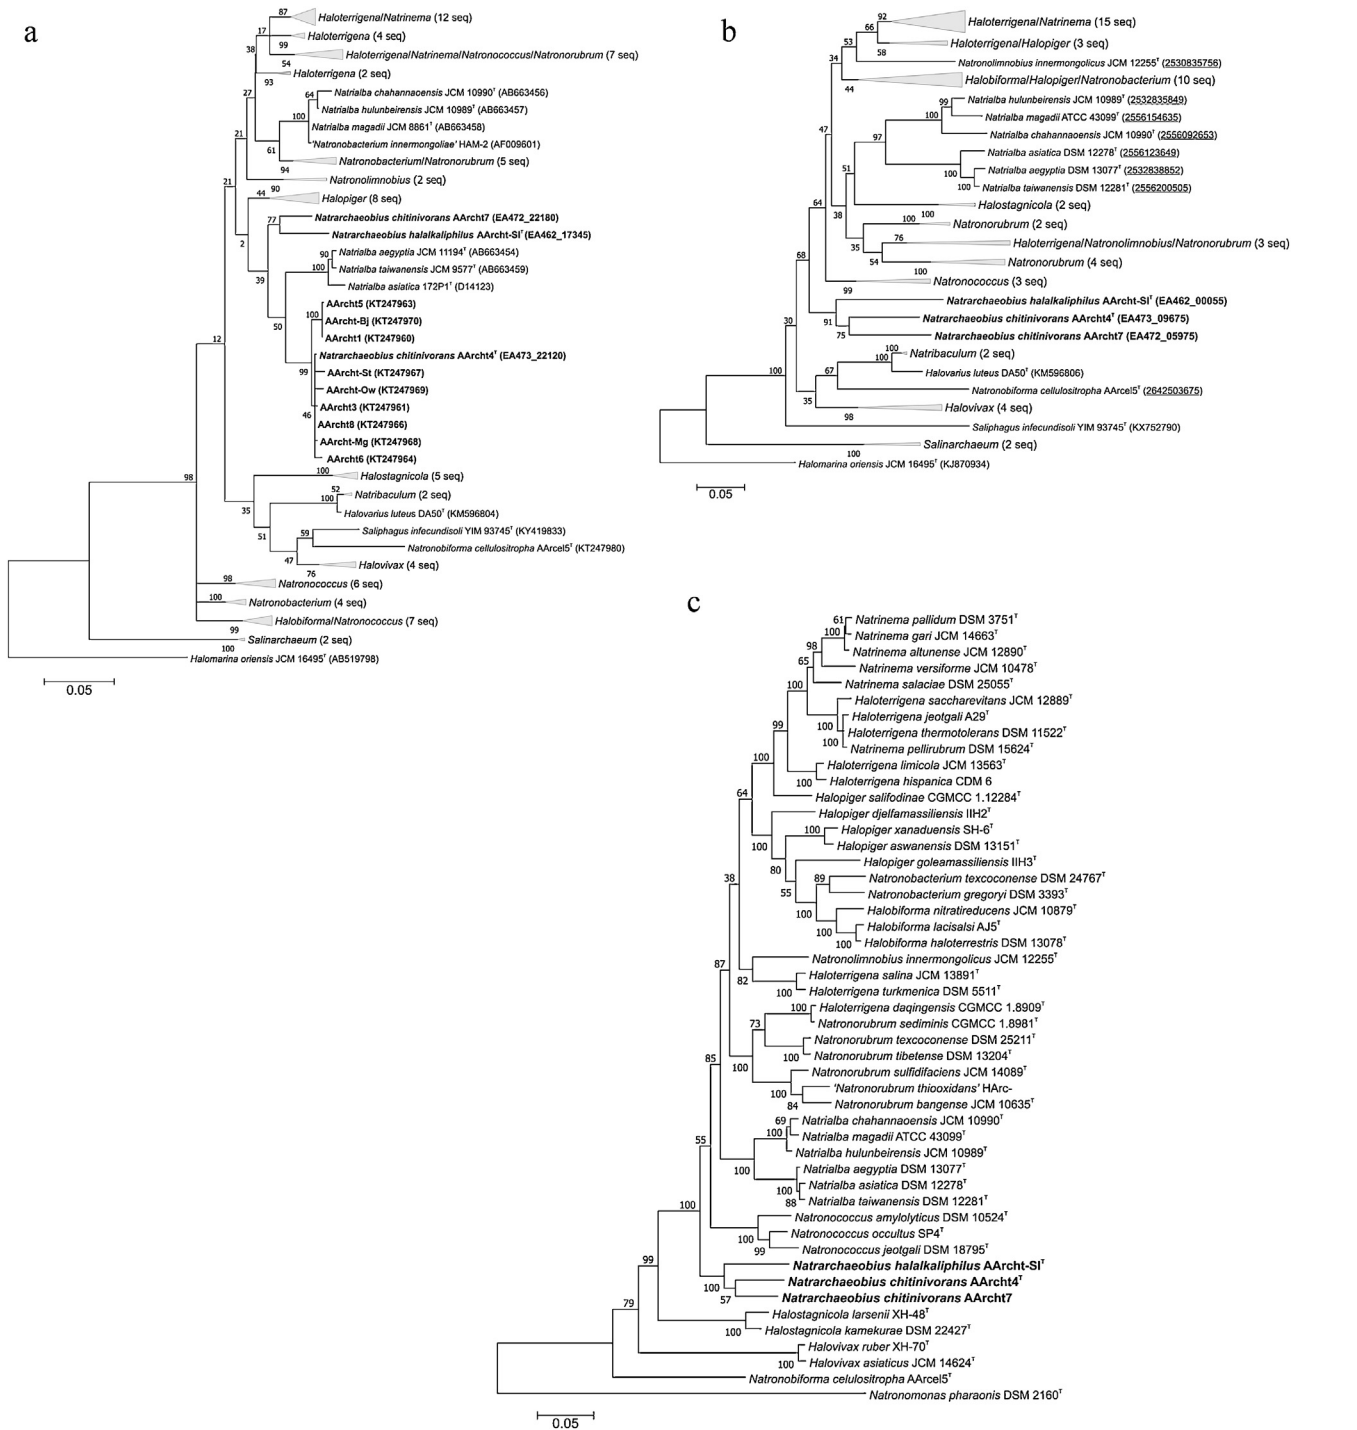 a
87
Haloterrigena/Natrinema (12 seq)
17
Haloterrigena (4 seq)
38
99
Haloterrigena/Natrinema/Natronococcus/Natronorubrum (7 seq)
54
Haloterrigena (2 seq)
93
27
64
Natrialba chahannaoensis JCM 10990ᵀ (AB663456)
Natrialba hulunbeirensis JCM 10989ᵀ (AB663457)
100
Natrialba magadii JCM 8861ᵀ (AB663458)
21
'Natronobacterium innermongoliae' HAM-2 (AF009601)
61
Natronobacterium/Natronorubrum (5 seq)
94
21
Natronolimnobius (2 seq)
44 90
Halopiger (8 seq)
77
Natrarchaeobius chitinivorans AArcht7 (EA472_22180)
2
Natrarchaeobius halalkaliphilus AArcht-Slᵀ (EA462_17345)
90
Natrialba aegyptia JCM 11194ᵀ (AB663454)
100
Natrialba taiwanensis JCM 9577ᵀ (AB663459)
39
Natrialba asiatica 172P1ᵀ (D14123)
AArcht5 (KT247963)
100
AArcht-Bj (KT247970)
50
AArcht1 (KT247960)
12
Natrarchaeobius chitinivorans AArcht4ᵀ (EA473_22120)
99
AArcht-St (KT247967)
AArcht-Ow (KT247969)
AArcht3 (KT247961)
46
AArcht8 (KT247966)
AArcht-Mg (KT247968)
AArcht6 (KT247964)
98
100
Halostagnicola (5 seq)
52
Natribaculum (2 seq)
100
35
Halovarius luteus DA50ᵀ (KM596804)
51
59
Saliphagus infecundisoli YIM 93745ᵀ (KY419833)
Natronobiforma cellulositropha AArcel5ᵀ (KT247980)
47
Halovivax (4 seq)
76
98
Natronococcus (6 seq)
100
Natronobacterium (4 seq)
Halobiforma/Natronococcus (7 seq)
99
Salinarchaeum (2 seq)
100
Halomarina oriensis JCM 16495ᵀ (AB519798)
0.05
b
92
Haloterrigena/Natrinema (15 seq)
66
53
Haloterrigena/Halopiger (3 seq)
58
34
Natronolimnobius innermongolicus JCM 12255ᵀ (2530835756)
Halobiforma/Halopiger/Natronobacterium (10 seq)
44
99
Natrialba hulunbeirensis JCM 10989ᵀ (2532835849)
100
Natrialba magadii ATCC 43099ᵀ (2556154635)
47
97
Natrialba chahannaoensis JCM 10990ᵀ (2556092653)
Natrialba asiatica DSM 12278ᵀ (2556123649)
51
100
Natrialba aegyptia DSM 13077ᵀ (2532838852)
100
Natrialba taiwanensis DSM 12281ᵀ (2556200505)
64
Halostagnicola (2 seq)
38
100 100
Natronorubrum (2 seq)
76
Haloterrigena/Natronolimnobius/Natronorubrum (3 seq)
35
68
54
Natronorubrum (4 seq)
100
Natronococcus (3 seq)
99
Natrarchaeobius halalkaliphilus AArcht-Slᵀ (EA462_00055)
30
91
Natrarchaeobius chitinivorans AArcht4ᵀ (EA473_09675)
75
Natrarchaeobius chitinivorans AArcht7 (EA472_05975)
100
Natribaculum (2 seq)
100
100
67
Halovarius luteus DA50ᵀ (KM596806)
Natronobiforma cellulositropha AArcel5ᵀ (2642503675)
35
Halovivax (4 seq)
98
Saliphagus infecundisoli YIM 93745ᵀ (KX752790)
Salinarchaeum (2 seq)
100
Halomarina oriensis JCM 16495ᵀ (KJ870934)
0.05
c
61
Natrinema pallidum DSM 3751ᵀ
100
Natrinema gari JCM 14663ᵀ
98
Natrinema altunense JCM 12890ᵀ
65
Natrinema versiforme JCM 10478ᵀ
100
Natrinema salaciae DSM 25055ᵀ
Haloterrigena saccharevitans JCM 12889ᵀ
Haloterrigena jeotgali A29ᵀ
99
100
Haloterrigena thermotolerans DSM 11522ᵀ
100
Natrinema pellirubrum DSM 15624ᵀ
100
Haloterrigena limicola JCM 13563ᵀ
100
Haloterrigena hispanica CDM 6
64
Halopiger salifodinae CGMCC 1.12284ᵀ
Halopiger djelfamassiliensis IIH2ᵀ
100
Halopiger xanaduensis SH-6ᵀ
100
Halopiger aswanensis DSM 13151ᵀ
80
Halopiger goleamassiliensis IIH3ᵀ
38
89
Natronobacterium texcoconense DSM 24767ᵀ
55
Natronobacterium gregoryi DSM 3393ᵀ
100
Halobiforma nitratireducens JCM 10879ᵀ
100
Halobiforma lacisalsi AJ5ᵀ
100
Halobiforma haloterrestris DSM 13078ᵀ
87
Natronolimnobius innermongolicus JCM 12255ᵀ
82
Haloterrigena salina JCM 13891ᵀ
100
Haloterrigena turkmenica DSM 5511ᵀ
100
Haloterrigena daqingensis CGMCC 1.8909ᵀ
73
Natronorubrum sediminis CGMCC 1.8981ᵀ
Natronorubrum texcoconense DSM 25211ᵀ
85
100
100
Natronorubrum tibetense DSM 13204ᵀ
Natronorubrum sulfidifaciens JCM 14089ᵀ
100
'Natronorubrum thiooxidans' HArc-
84
Natronorubrum bangense JCM 10635ᵀ
69
Natrialba chahannaoensis JCM 10990ᵀ
55
100
Natrialba magadii ATCC 43099ᵀ
Natrialba hulunbeirensis JCM 10989ᵀ
100
Natrialba aegyptia DSM 13077ᵀ
100
Natrialba asiatica DSM 12278ᵀ
88
Natrialba taiwanensis DSM 12281ᵀ
100
Natronococcus amylolyticus DSM 10524ᵀ
100
Natronococcus occultus SP4ᵀ
99
Natronococcus jeotgali DSM 18795ᵀ
99
Natrarchaeobius halalkaliphilus AArcht-Slᵀ
100
Natrarchaeobius chitinivorans AArcht4ᵀ
57
Natrarchaeobius chitinivorans AArcht7
79
Halostagnicola larsenii XH-48ᵀ
100
Halostagnicola kamekurae DSM 22427ᵀ
Halovivax ruber XH-70ᵀ
100
Halovivax asiaticus JCM 14624ᵀ
Natronobiforma celulositropha AArcel5ᵀ
Natronomonas pharaonis DSM 2160ᵀ
0.05